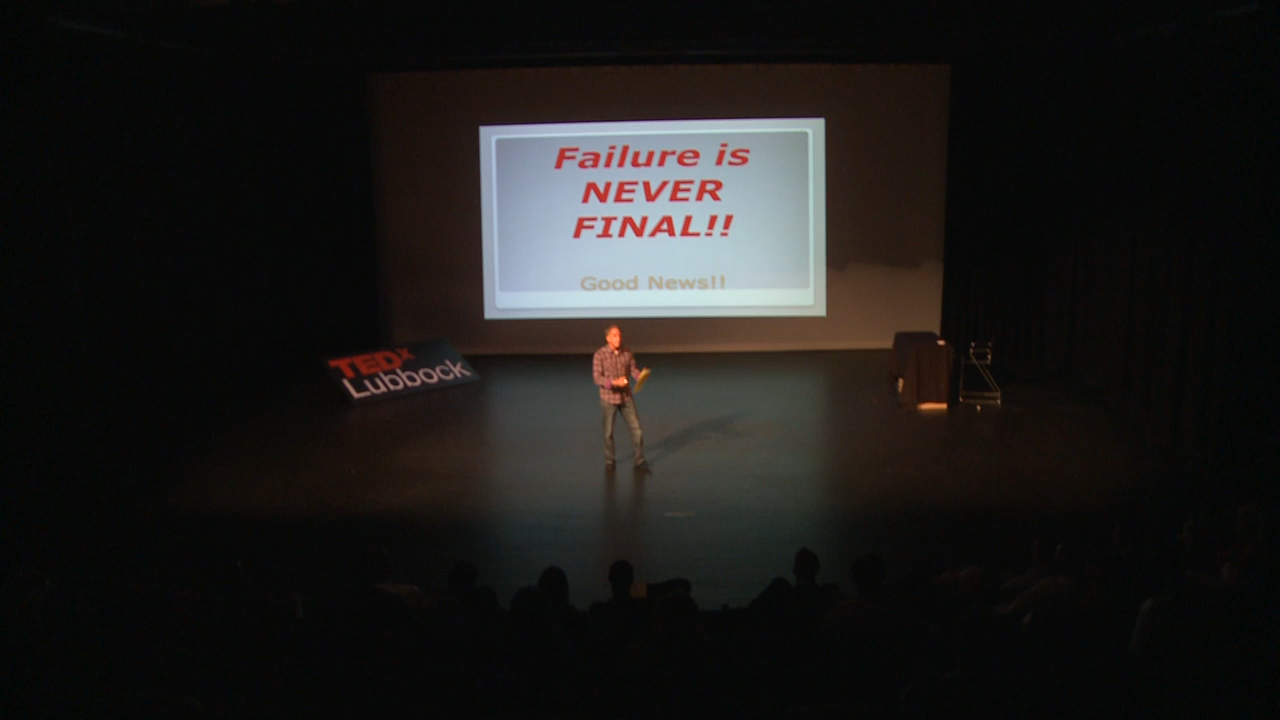 Failure is
NEVER
FINAL!!
Good News!!
TEDx
Lubbock